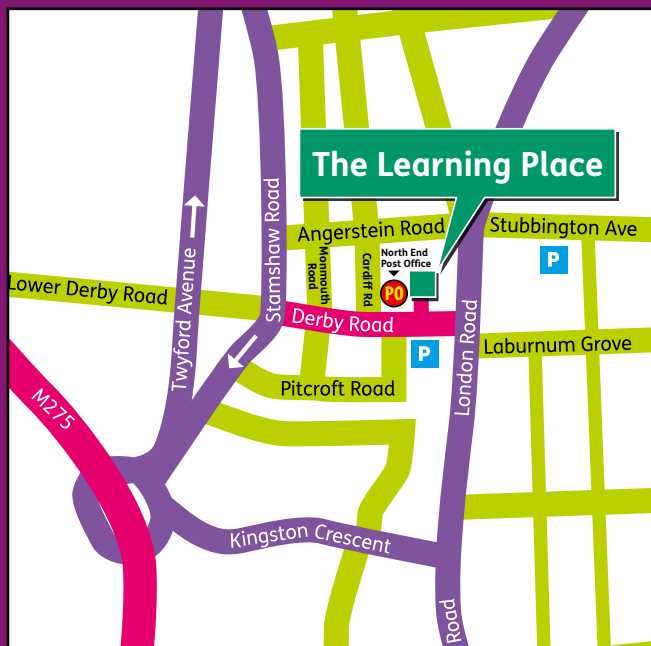 The Learning Place
Stamshaw Road
Angerstein Road
Stubbington Ave
Twyford Avenue
Monmouth
Road
Cardiff Rd
North End
Post Office
P
Lower Derby Road
PO
Derby Road
London Road
P
Laburnum Grove
Pitcroft Road
M275
Kingston Crescent
Road